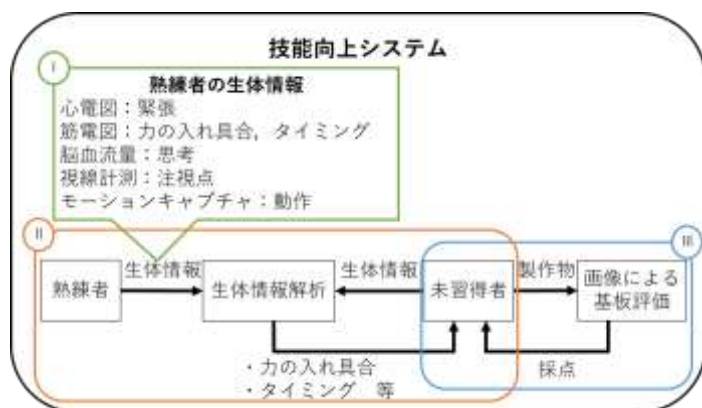 技能向上システム
I
熟練者の生体情報
心電図：緊張
筋電図：力の入れ具合，タイミング
脳血流量：思考
視線計測：注視点
モーションキャプチャ：動作
II
III
熟練者
生体情報
生体情報解析
生体情報
未習得者
製作物
画像による
基板評価
・力の入れ具合
・タイミング　等
採点